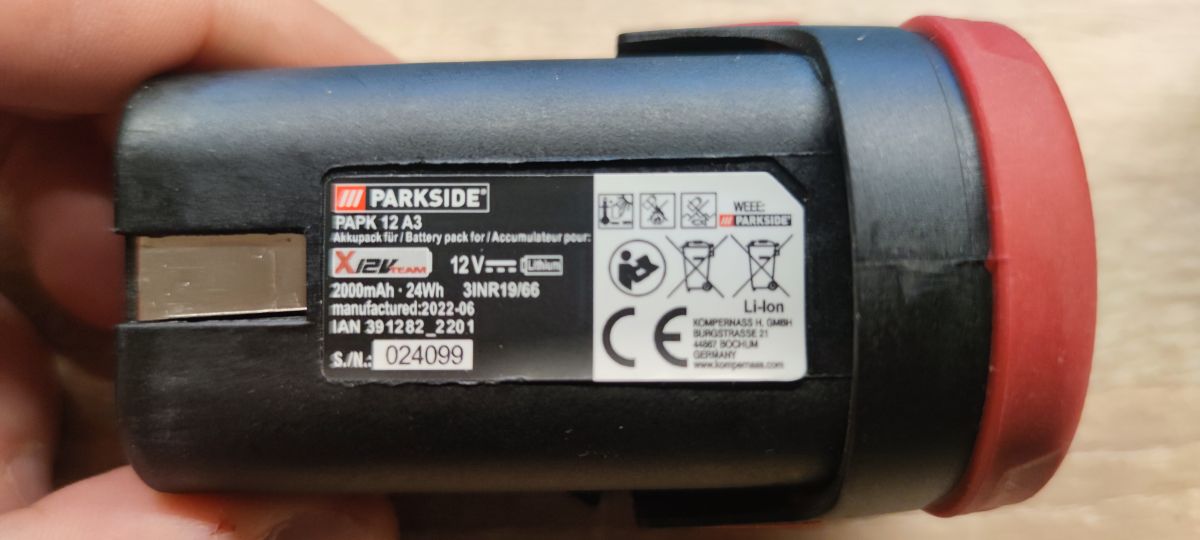 PARKSIDE®
PAPK 12 A3
Akkupack für / Battery pack for / Accumulateur pour:
X12V TEAM
12V Lithium
2000mAh · 24Wh 3INR19/66
manufactured:2022-06
IAN 391282_2201
S./N.: 024099
WEEE:
PARKSIDE®
Li-Ion
CE
KOMPERNASS H. GMBH
BURGSTRASSE 21
44867 BOCHUM
GERMANY
www.kompernass.com